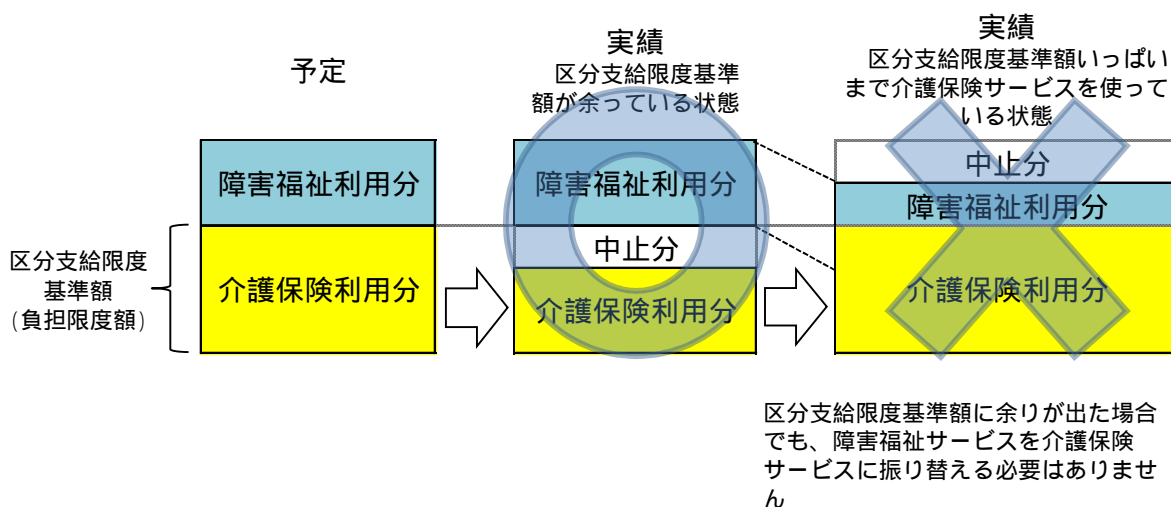 予定
実績
区分支給限度基準
額が余っている状態
実績
区分支給限度基準額いっぱい
まで介護保険サービスを使って
いる状態
障害福祉利用分
介護保険利用分
区分支給限度
基準額
(負担限度額)
障害福祉利用分
中止分
介護保険利用分
中止分
障害福祉利用分
介護保険利用分
区分支給限度基準額に余りが出た場合
でも、障害福祉サービスを介護保険
サービスに振り替える必要はありませ
ん